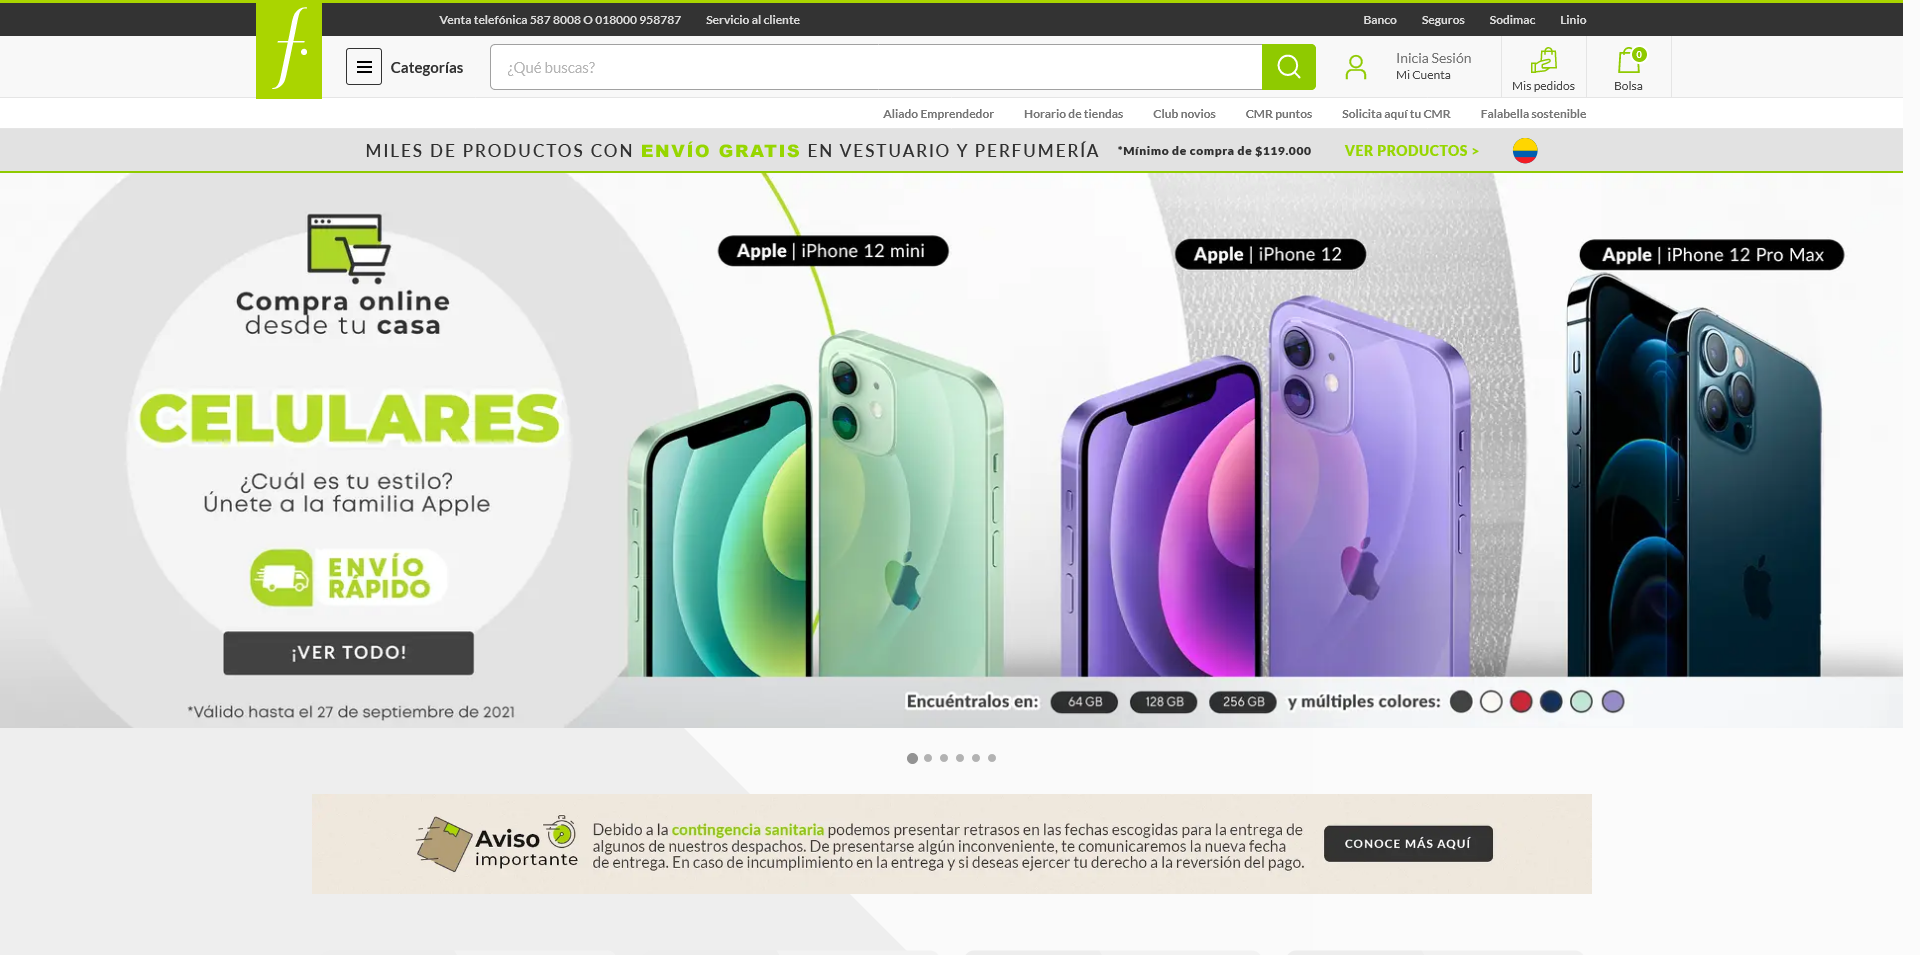 Venta telefónica 587 8008 O 018000 958787 Servicio al cliente Banco Seguros Sodimac Linio
f.
Categorías ¿Qué buscas? Inicia Sesión
Mi Cuenta
Mis pedidos
0
Bolsa
Aliado Emprendedor Horario de tiendas Club novios CMR puntos Solicita aquí tu CMR Falabella sostenible
MILES DE PRODUCTOS CON ENVÍO GRATIS EN VESTUARIO Y PERFUMERÍA *Mínimo de compra de $119.000 VER PRODUCTOS >
Compra online
desde tu casa
CELULARES
¿Cuál es tu estilo?
Únete a la familia Apple
ENVÍO
RÁPIDO
¡VER TODO!
*Válido hasta el 27 de septiembre de 2021
Apple | iPhone 12 mini
Apple | iPhone 12
Apple | iPhone 12 Pro Max
Encuéntralos en: 64 GB 128 GB 256 GB y múltiples colores:
Aviso
importante
Debido a la contingencia sanitaria podemos presentar retrasos en las fechas escogidas para la entrega de
algunos de nuestros despachos. De presentarse algún inconveniente, te comunicaremos la nueva fecha
de entrega. En caso de incumplimiento en la entrega y si deseas ejercer tu derecho a la reversión del pago.
CONOCE MÁS AQUÍ